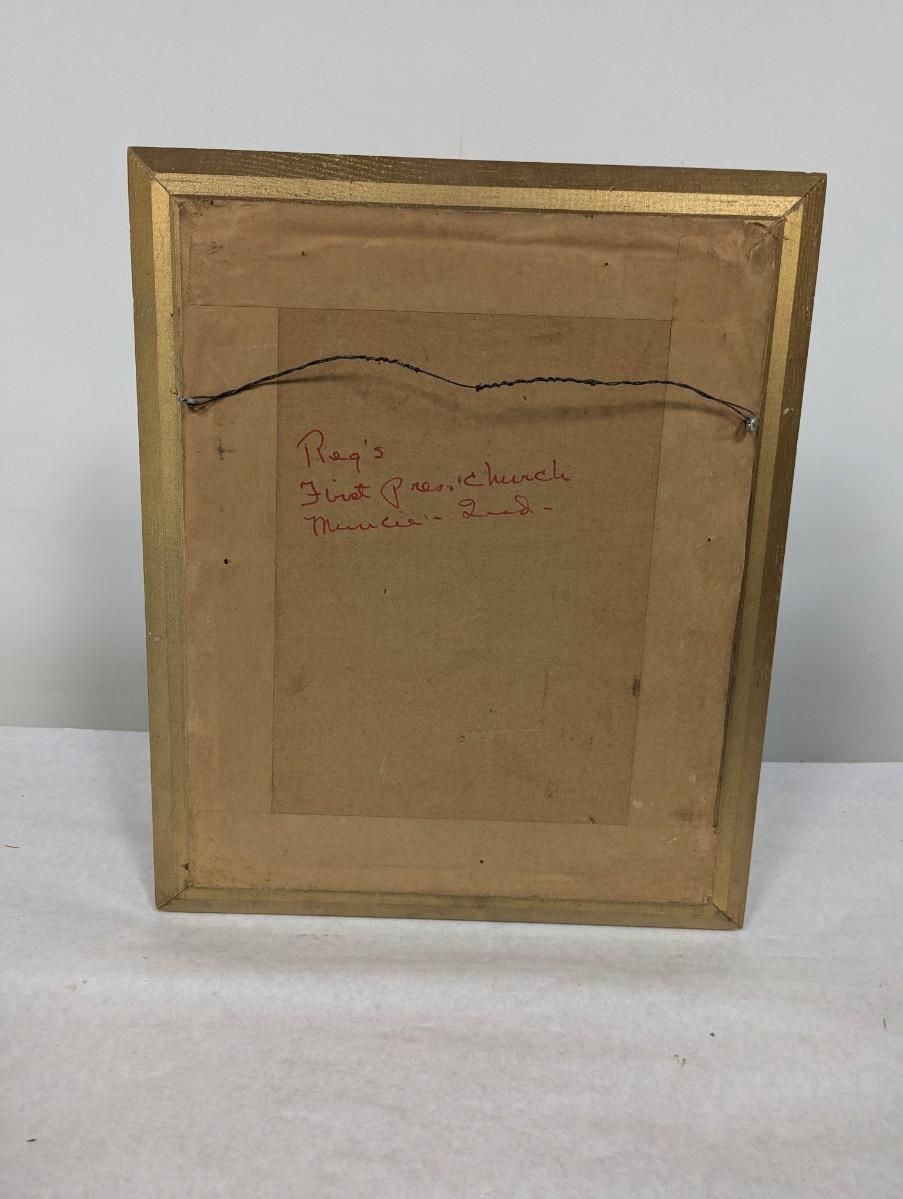 Reg's
First Pres. Church
Muncie - Ind -